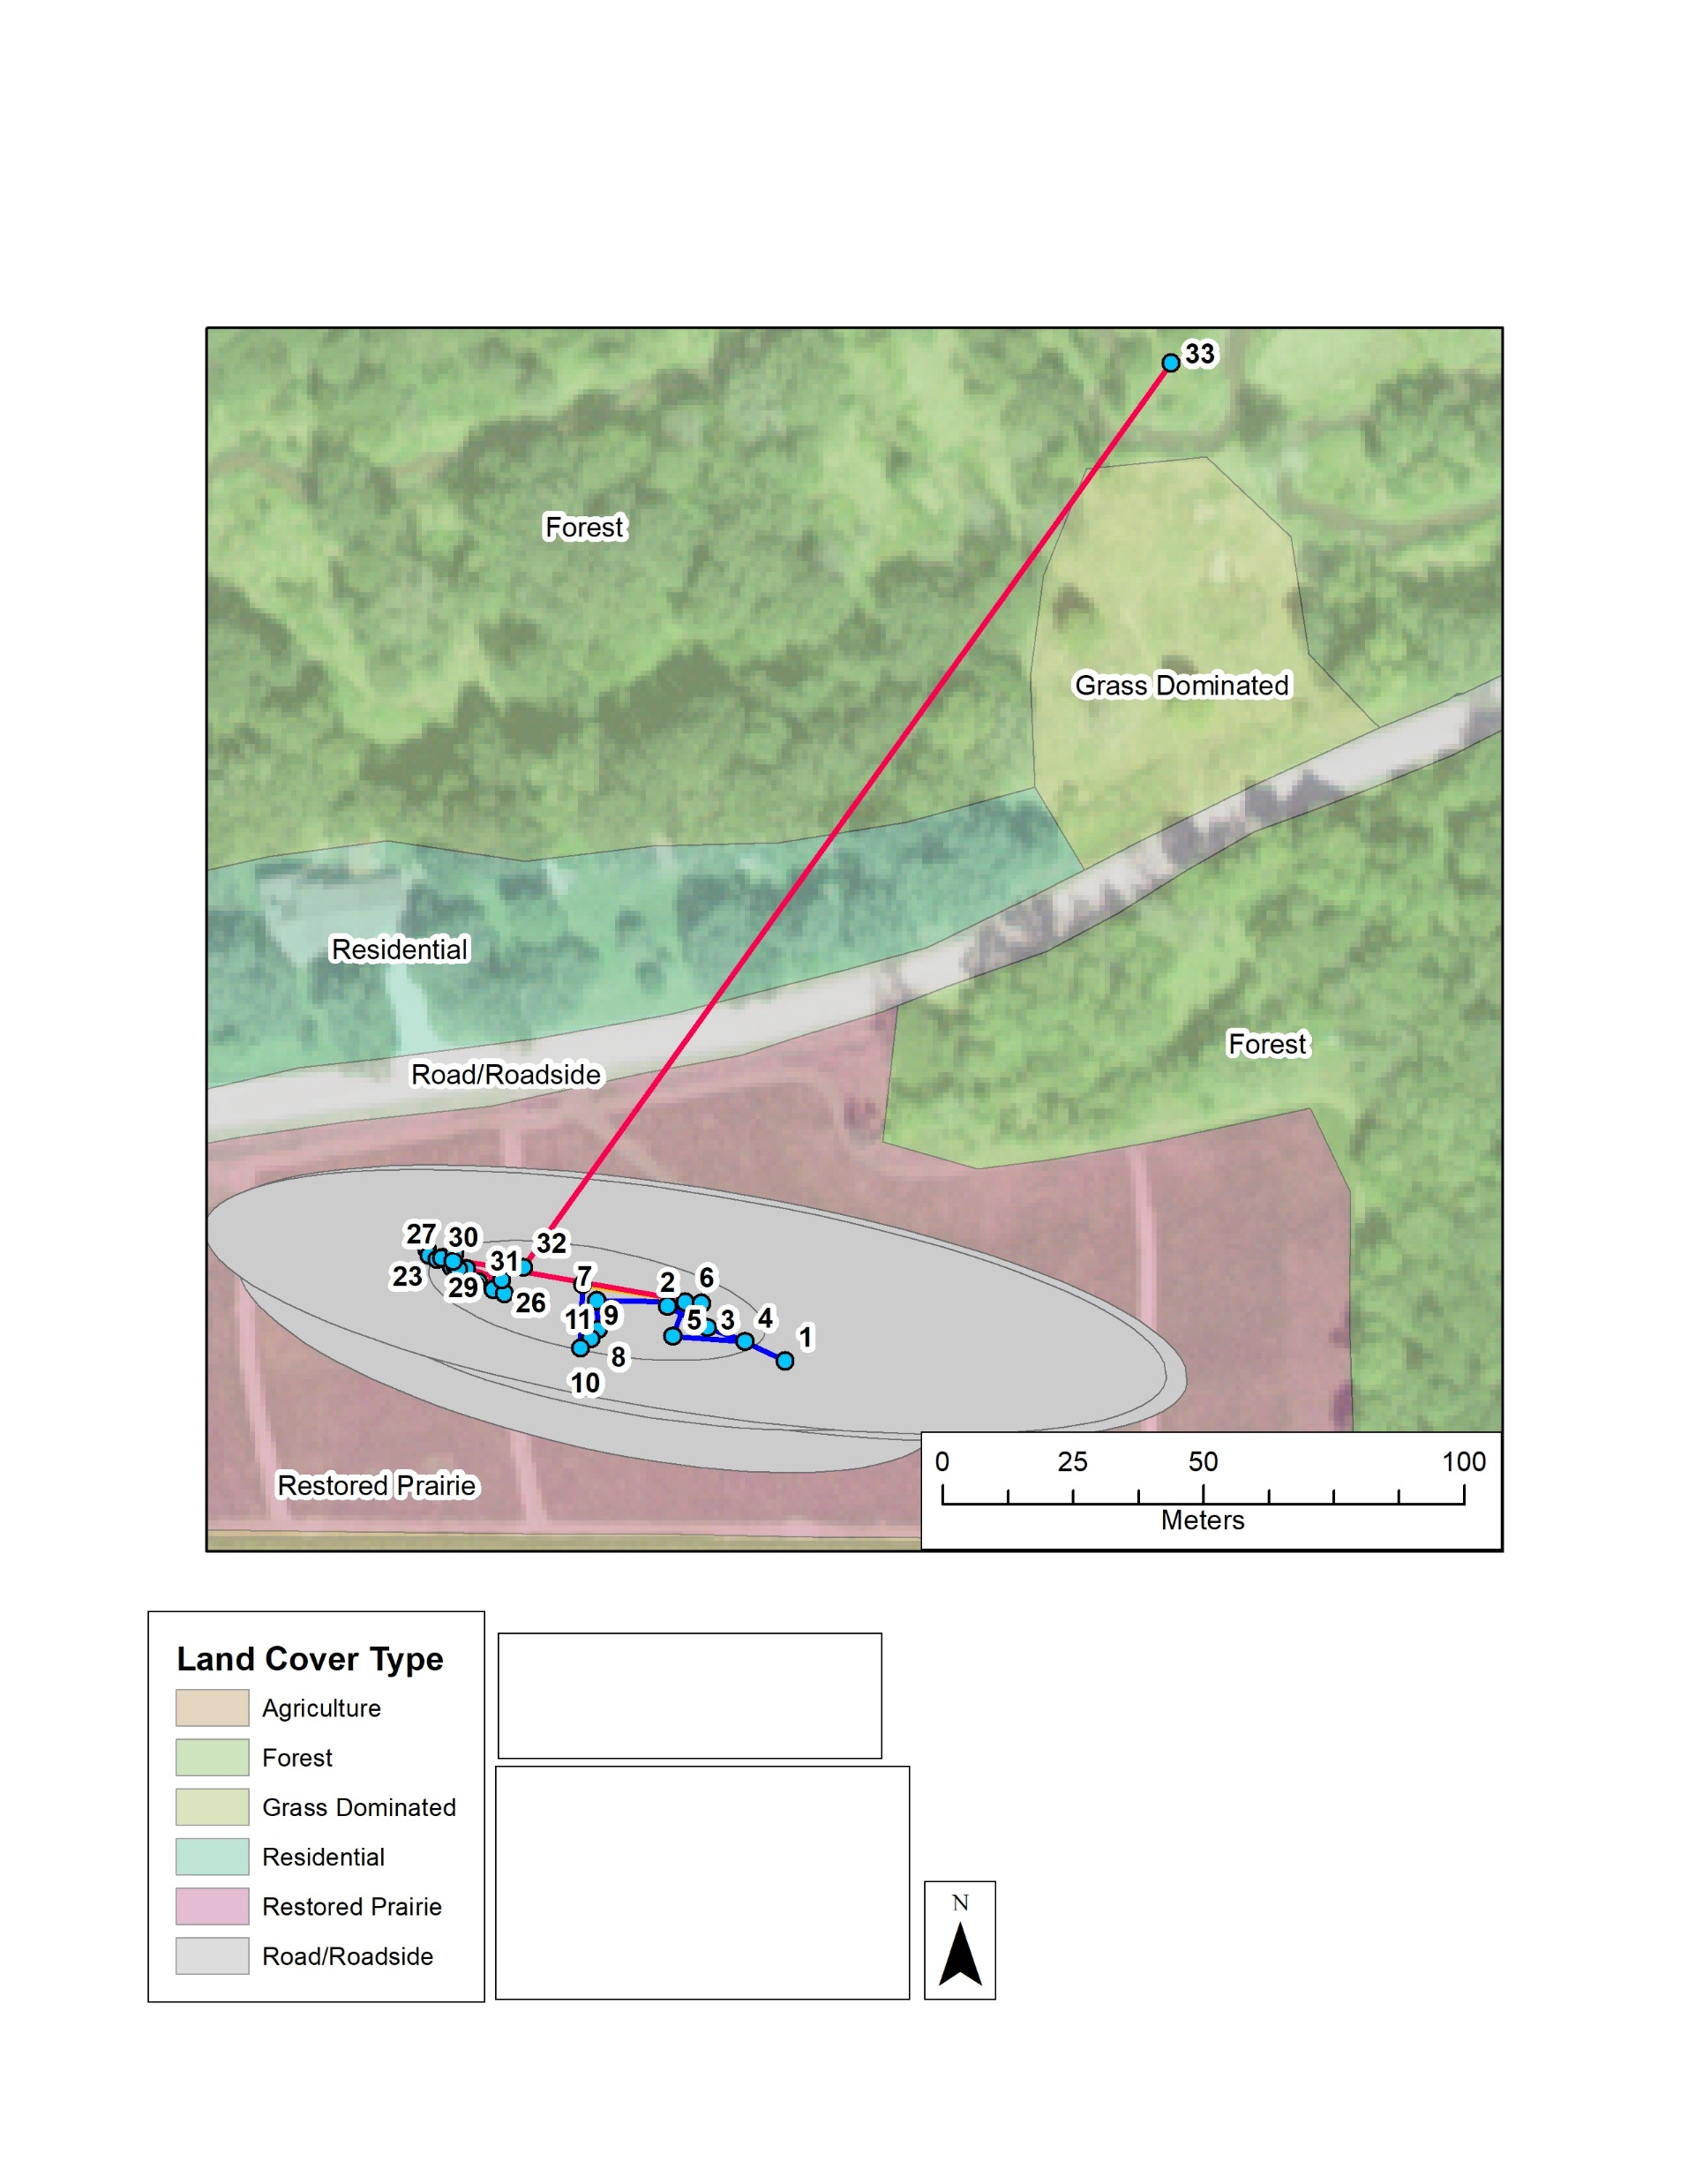 33
Forest
Grass Dominated
Residential
Forest
Road/Roadside
27 30 32
23 29 31 26
7 2 6
11 9 5 3 4 1
8
10
Restored Prairie
0 25 50 100
Meters
Land Cover Type
Agriculture
Forest
Grass Dominated
Residential
Restored Prairie
Road/Roadside
N